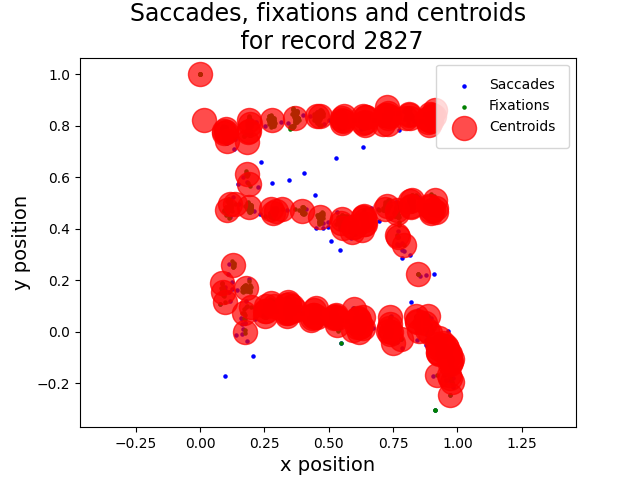 Saccades, fixations and centroids
for record 2827
Saccades
Fixations
Centroids
y position
1.0
0.8
0.6
0.4
0.2
0.0
−0.2
−0.25
0.00
0.25
0.50
0.75
1.00
1.25
x position